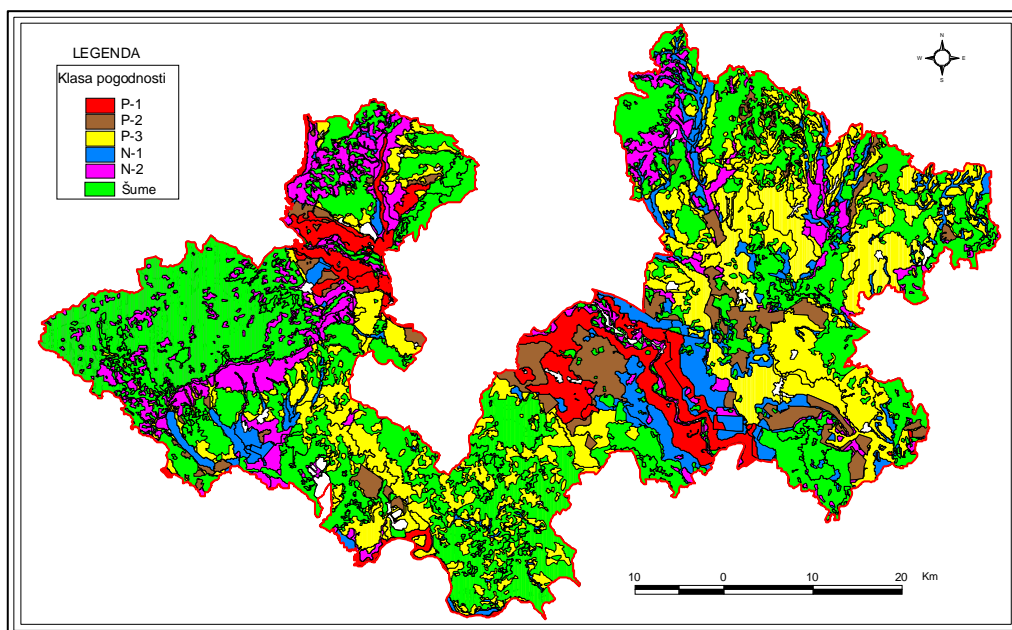 LEGENDA
Klasa pogodnosti
P-1
P-2
P-3
N-1
N-2
Šume
N
W E
S
10 0 10 20 Km